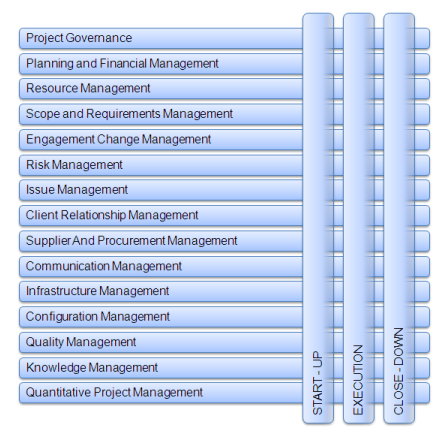 Project Governance
Planning and Financial Management
Resource Management
Scope and Requirements Management
Engagement Change Management
Risk Management
Issue Management
Client Relationship Management
Supplier And Procurement Management
Communication Management
Infrastructure Management
Configuration Management
Quality Management
Knowledge Management
Quantitative Project Management
START - UP
EXECUTION
CLOSE - DOWN